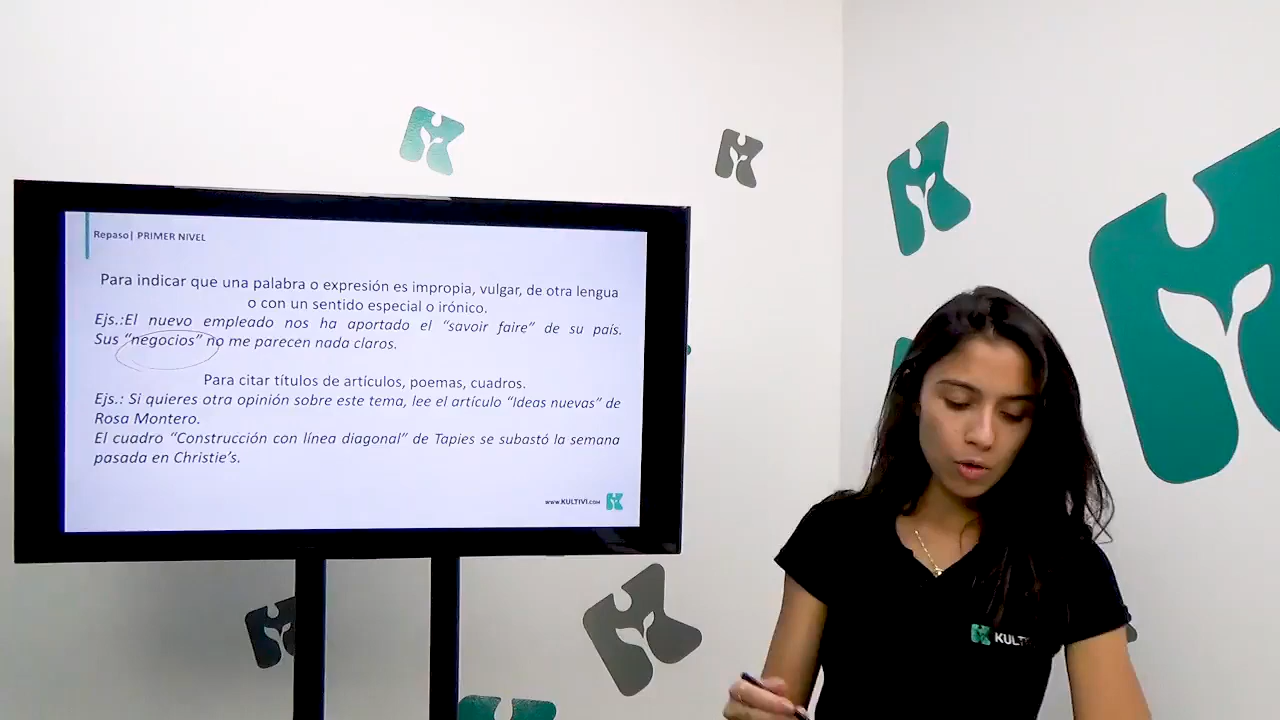 Repaso| PRIMER NIVEL
Para indicar que una palabra o expresión es impropia, vulgar, de otra lengua
o con un sentido especial o irónico.
Ejs.:El nuevo empleado nos ha aportado el “savoir faire” de su país.
Sus “negocios” no me parecen nada claros.
Para citar títulos de artículos, poemas, cuadros.
Ejs.: Si quieres otra opinión sobre este tema, lee el artículo “Ideas nuevas” de
Rosa Montero.
El cuadro “Construcción con línea diagonal” de Tapies se subastó la semana
pasada en Christie’s.
www.KULTIVI.COM